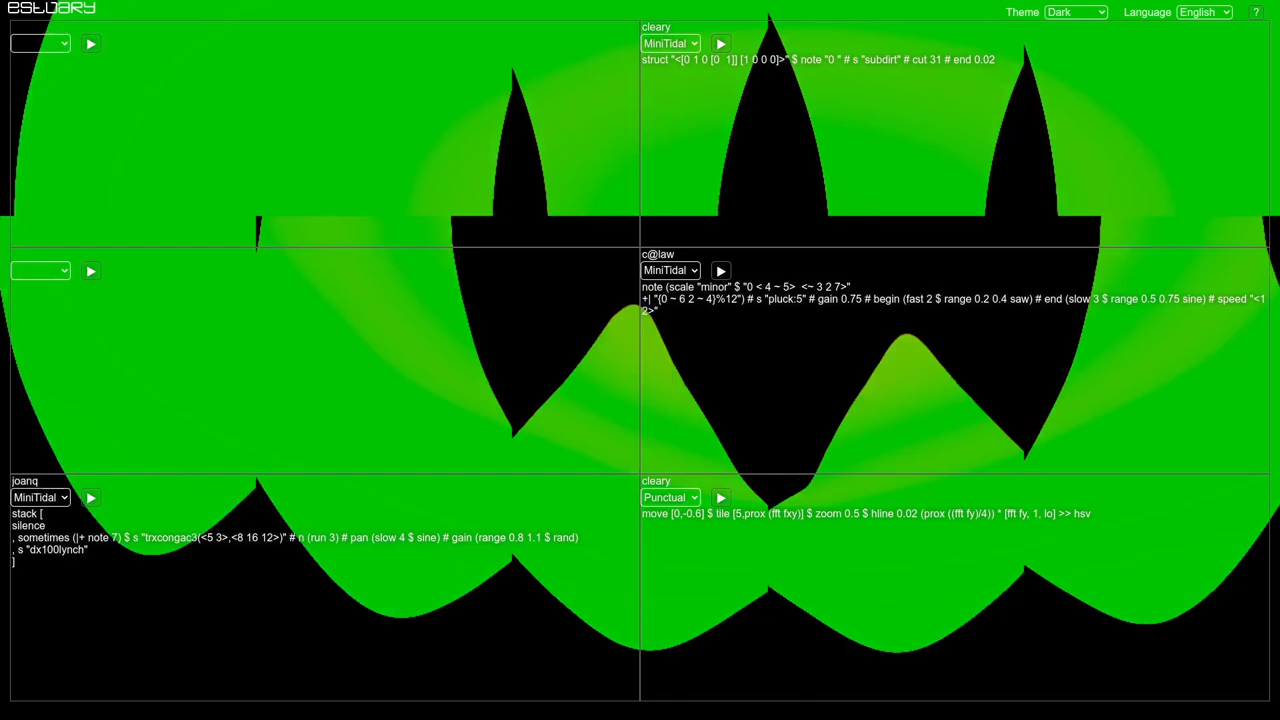 estuary
Theme Dark Language English ?
cleary
MiniTidal
struct "<[0 1 0 [0  1]] [1 0 0 0]>" $ note "0 " # s "subdirt" # cut 31 # end 0.02
c@law
MiniTidal
note (scale "minor" $ "0 < 4 ~ 5>  <~ 3 2 7>"
+| "{0 ~ 6 2 ~ 4}%12") # s "pluck:5" # gain 0.75 # begin (fast 2 $ range 0.2 0.4 saw) # end (slow 3 $ range 0.5 0.75 sine) # speed "<1
2>"
joanq
MiniTidal
stack [
silence
, sometimes (|+ note 7) $ s "trxcongac3(<5 3>,<8 16 12>)" # n (run 3) # pan (slow 4 $ sine) # gain (range 0.8 1.1 $ rand)
, s "dx100lynch"
]
cleary
Punctual
move [0,-0.6] $ tile [5,prox (fft fxy)] $ zoom 0.5 $ hline 0.02 (prox ((fft fy)/4)) * [fft fy, 1, lo] >> hsv